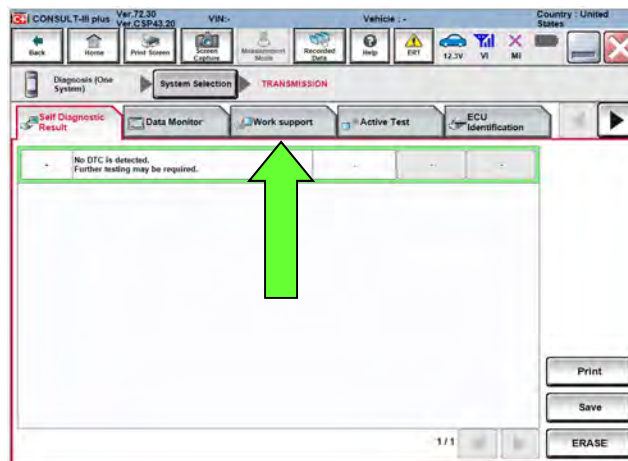 CONSULT-III plus Ver.72.30 VIN:- Vehicle : - Country : United
Ver.CSP43.20 States
Back Home Print Screen Screen Capture Measurement Mode Recorded Data Help ERT 12.3V VI MI
Diagnosis (One System) System Selection TRANSMISSION
Self Diagnostic Result Data Monitor Work support Active Test ECU Identification
- No DTC is detected. - - -
Further testing may be required.
Print
Save
1/1 ERASE